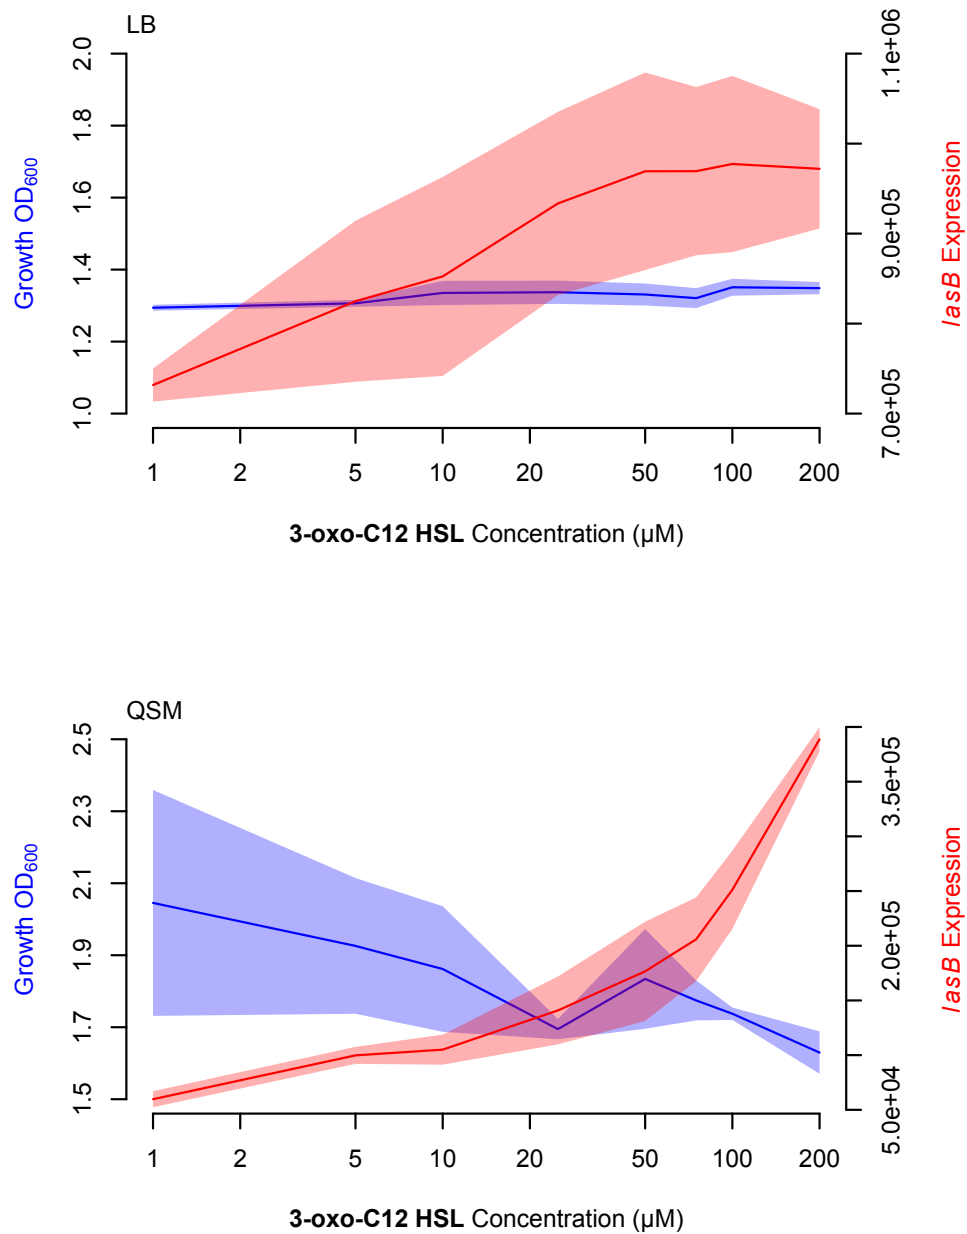 LB
2.0
1.8
1.6
1.4
1.2
1.0
Growth OD600
1.1e+06
9.0e+05
7.0e+05
lasB Expression
1 2 5 10 20 50 100 200
3-oxo-C12 HSL Concentration (µM)
QSM
2.5
2.3
2.1
1.9
1.7
1.5
Growth OD600
3.5e+05
2.0e+05
5.0e+04
lasB Expression
1 2 5 10 20 50 100 200
3-oxo-C12 HSL Concentration (µM)